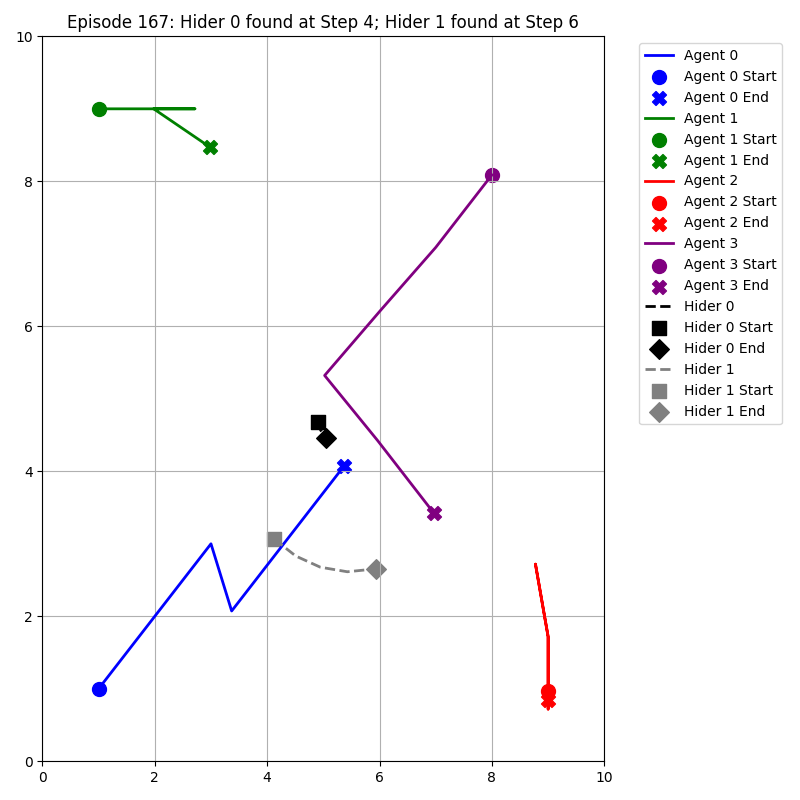 Episode 167: Hider 0 found at Step 4; Hider 1 found at Step 6
10
8
6
4
2
0
0
2
4
6
8
10
Agent 0
Agent 0 Start
Agent 0 End
Agent 1
Agent 1 Start
Agent 1 End
Agent 2
Agent 2 Start
Agent 2 End
Agent 3
Agent 3 Start
Agent 3 End
Hider 0
Hider 0 Start
Hider 0 End
Hider 1
Hider 1 Start
Hider 1 End